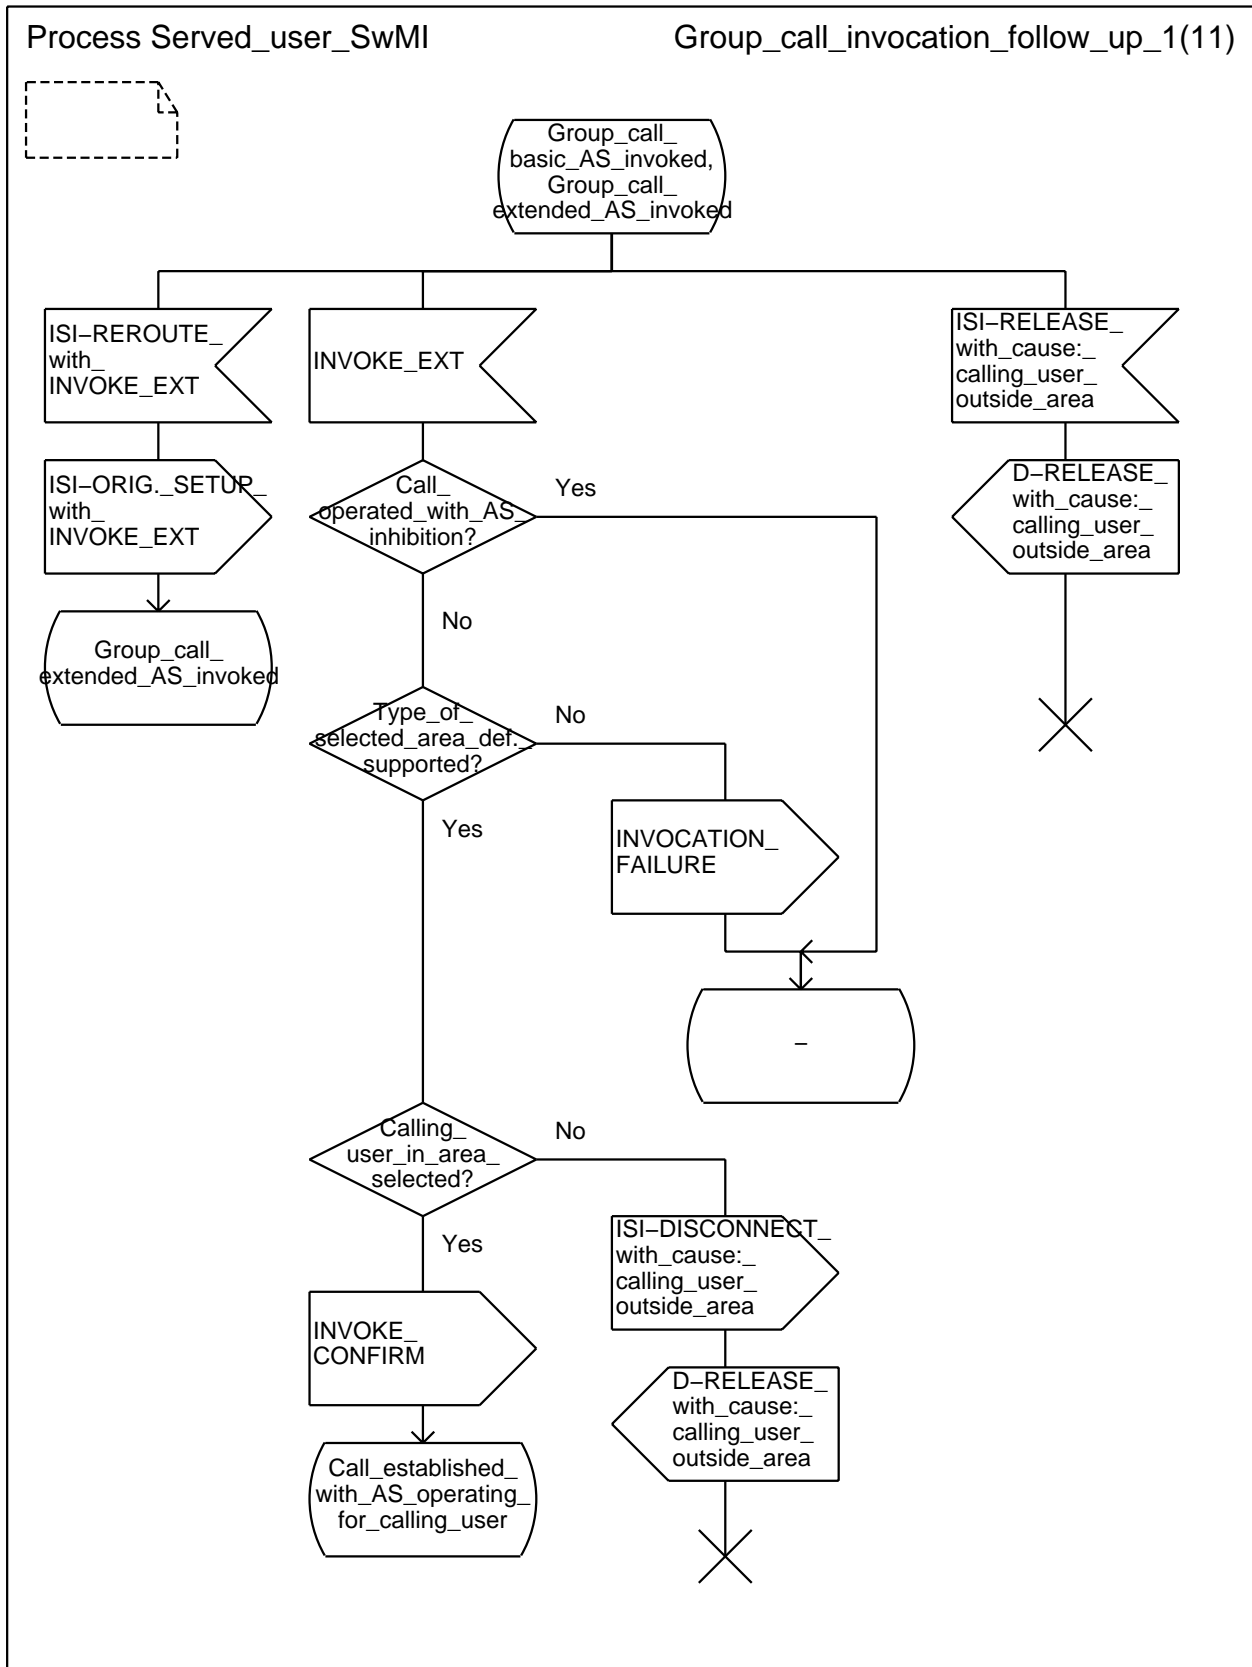 Process Served_user_SwMI
Group_call_invocation_follow_up_1(11)
Group_call_
basic_AS_invoked,
Group_call_
extended_AS_invoked
ISI–REROUTE_
with_
INVOKE_EXT
INVOKE_EXT
ISI–RELEASE_
with_cause:_
calling_user_
outside_area
ISI–ORIG._SETUP_
with_
INVOKE_EXT
Call_
operated_with_AS_
inhibition?
Yes
D–RELEASE_
with_cause:_
calling_user_
outside_area
No
Group_call_
extended_AS_invoked
Type_of_
selected_area_def._
supported?
No
Yes
INVOCATION_
FAILURE
–
Calling_
user_in_area_
selected?
No
Yes
ISI–DISCONNECT_
with_cause:_
calling_user_
outside_area
INVOKE_
CONFIRM
D–RELEASE_
with_cause:_
calling_user_
outside_area
Call_established_
with_AS_operating_
for_calling_user